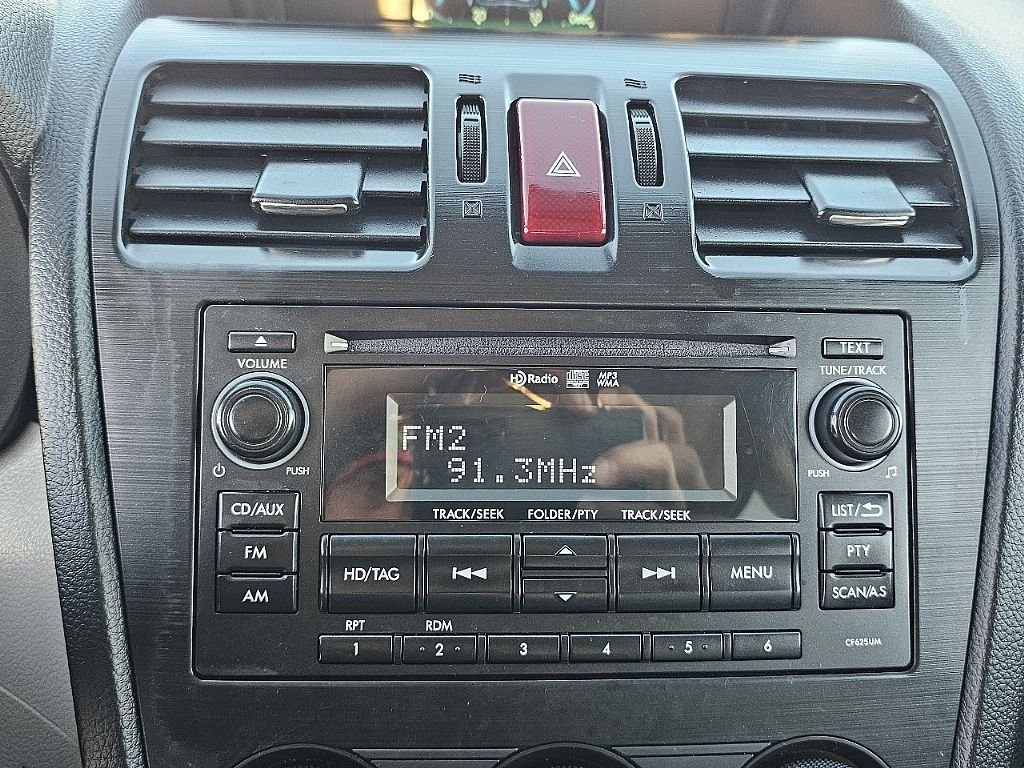 VOLUME
PUSH
CD/AUX
FM
AM
HD Radio
MP3
WMA
FM2
91.3MHz
TRACK/SEEK FOLDER/PTY TRACK/SEEK
HD/TAG
MENU
RPT RDM
1 2 3 4 5 6
TEXT
TUNE/TRACK
PUSH
LIST/
PTY
SCAN/A.S
CF625UM